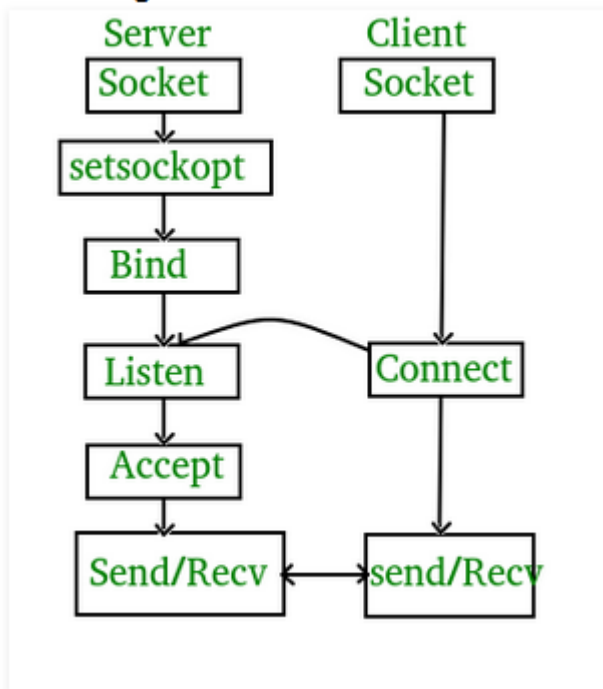 Server Client
Socket Socket
setsockopt
Bind
Listen Connect
Accept
Send/Recv send/Recv